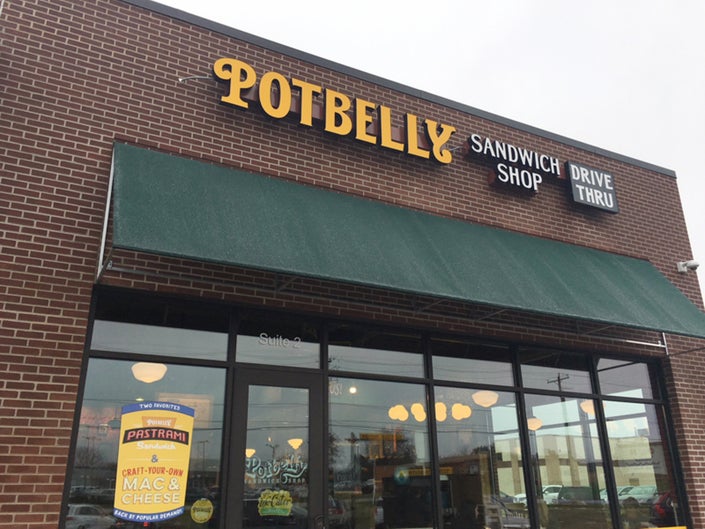 POTBELLY
SANDWICH
SHOP
DRIVE
THRU
Suite 2
TWO FAVORITES
PASTRAMI
Sandwich
&
CRAFT-YOUR-OWN
MAC &
CHEESE
BACK BY POPULAR DEMAND!
Potbelly
SANDWICH SHOP